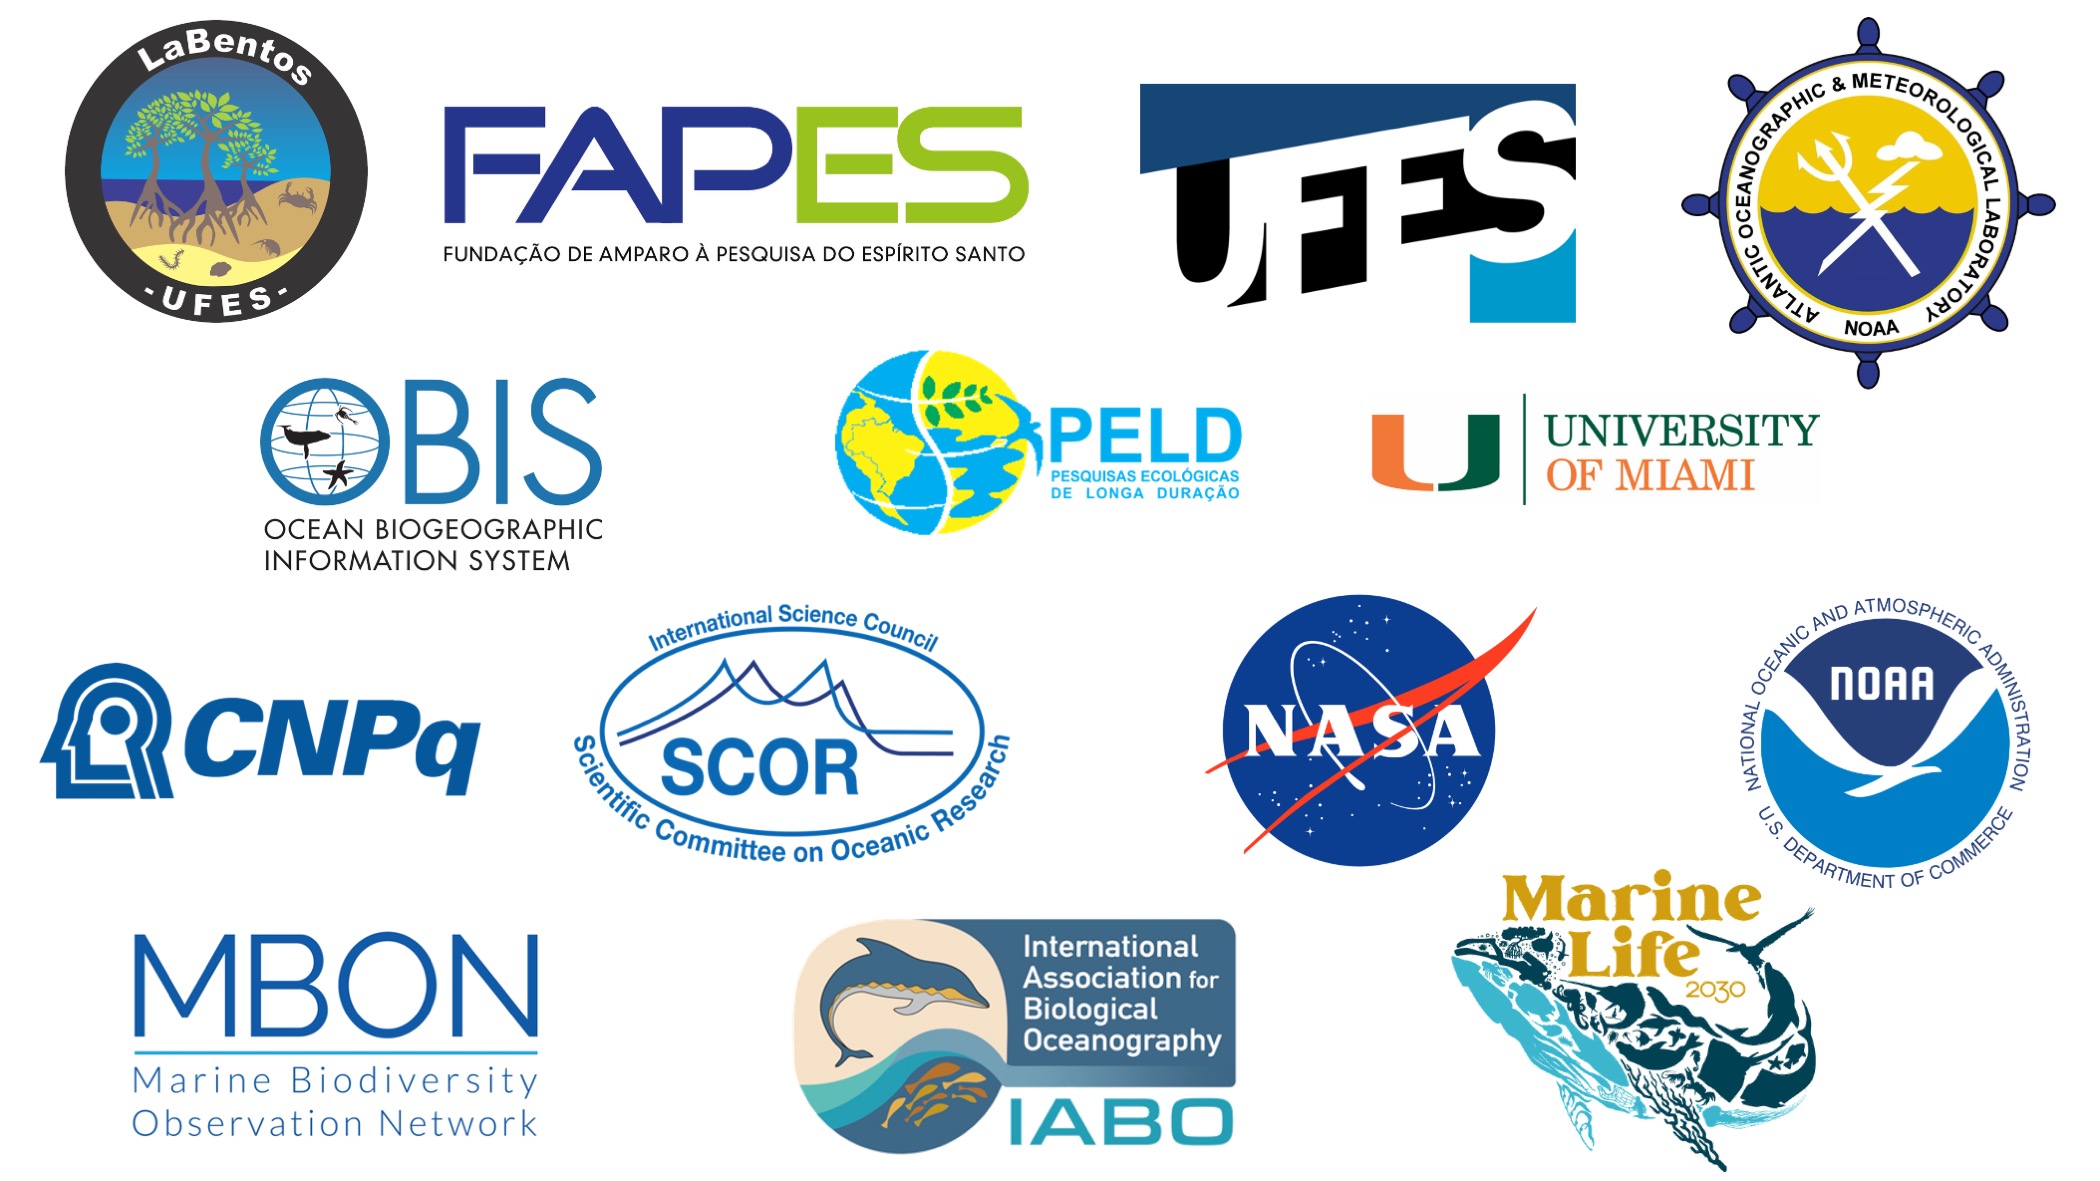 LaBentos
-UFES-
FAPES
FUNDAÇÃO DE AMPARO À PESQUISA DO ESPÍRITO SANTO
UFES
ATLANTIC OCEANOGRAPHIC & METEOROLOGICAL LABORATORY
NOAA
OBIS
OCEAN BIOGEOGRAPHIC
INFORMATION SYSTEM
PELD
PESQUISAS ECOLÓGICAS
DE LONGA DURAÇÃO
UNIVERSITY
OF MIAMI
CNPq
International Science Council
SCOR
Scientific Committee on Oceanic Research
NASA
NATIONAL OCEANIC AND ATMOSPHERIC ADMINISTRATION
NOAA
U.S. DEPARTMENT OF COMMERCE
MBON
Marine Biodiversity
Observation Network
International
Association for
Biological
Oceanography
IABO
Marine
Life
2030